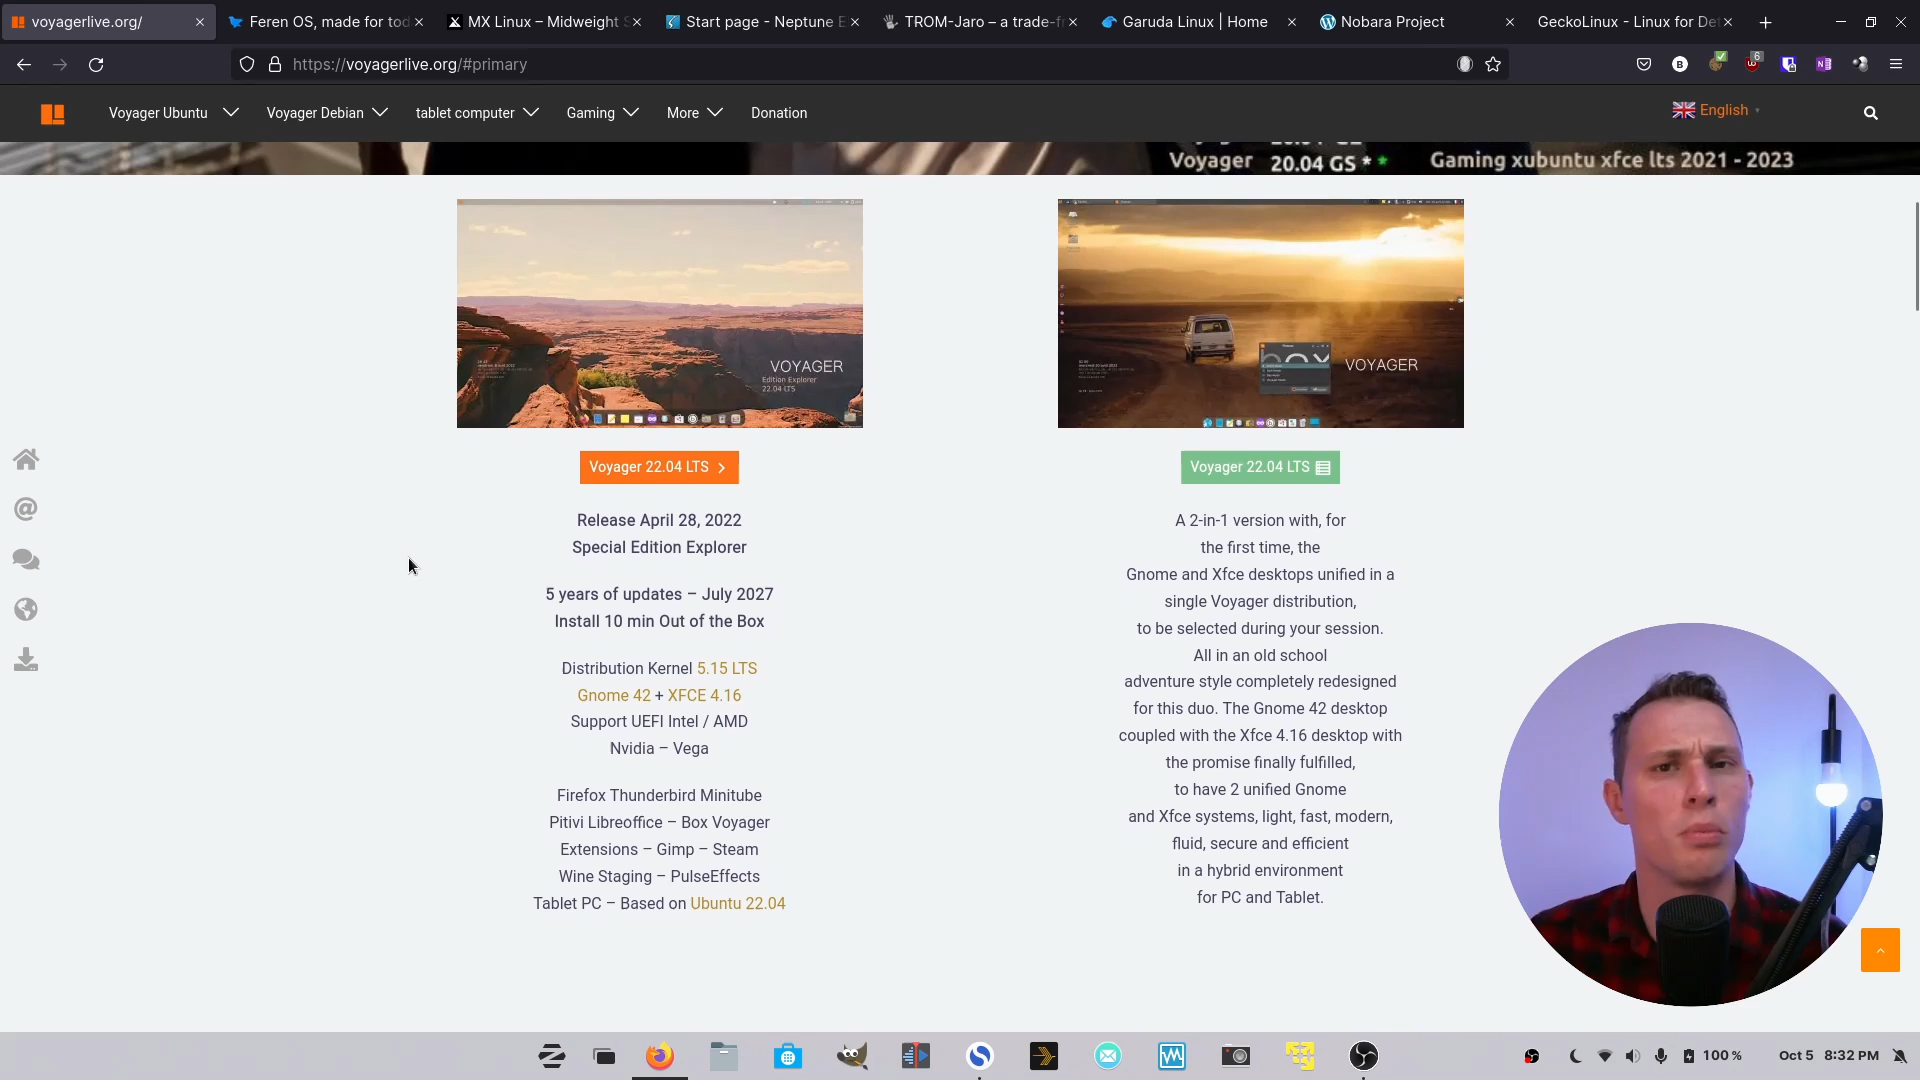 voyagerlive.org/
Feren OS, made for tod
MX Linux – Midweight S
Start page - Neptune E
TROM-Jaro – a trade-fr
Garuda Linux | Home
Nobara Project
GeckoLinux - Linux for Det
https://voyagerlive.org/#primary
6
Voyager Ubuntu
Voyager Debian
tablet computer
Gaming
More
Donation
English
Voyager 20.04 GS * * Gaming xubuntu xfce lts 2021 - 2023
VOYAGER
Edition Explorer
22.04 LTS
VOYAGER
Voyager 22.04 LTS
Release April 28, 2022
Special Edition Explorer
5 years of updates – July 2027
Install 10 min Out of the Box
Distribution Kernel 5.15 LTS
Gnome 42 + XFCE 4.16
Support UEFI Intel / AMD
Nvidia – Vega
Firefox Thunderbird Minitube
Pitivi Libreoffice – Box Voyager
Extensions – Gimp – Steam
Wine Staging – PulseEffects
Tablet PC – Based on Ubuntu 22.04
Voyager 22.04 LTS
A 2-in-1 version with, for
the first time, the
Gnome and Xfce desktops unified in a
single Voyager distribution,
to be selected during your session.
All in an old school
adventure style completely redesigned
for this duo. The Gnome 42 desktop
coupled with the Xfce 4.16 desktop with
the promise finally fulfilled,
to have 2 unified Gnome
and Xfce systems, light, fast, modern,
fluid, secure and efficient
in a hybrid environment
for PC and Tablet.
100 %
Oct 5 8:32 PM